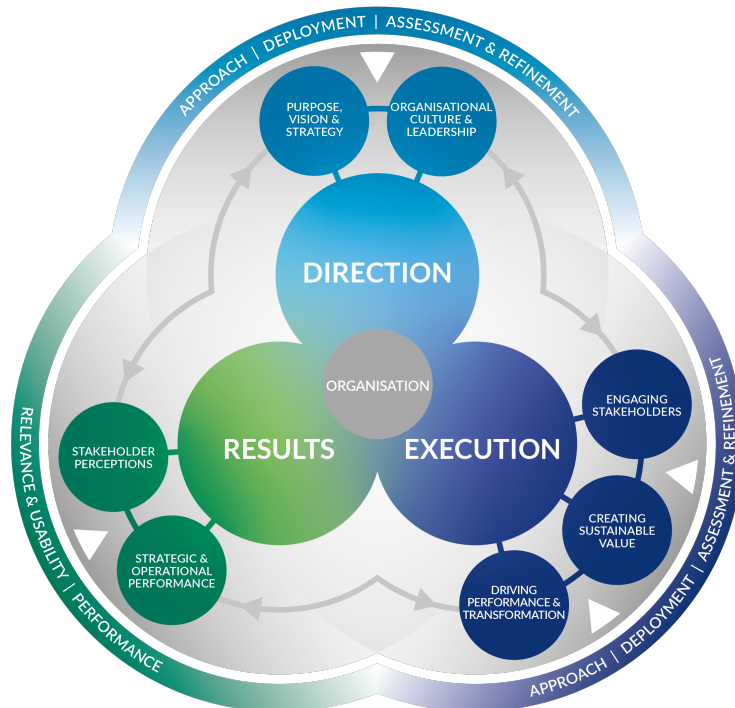 APPROACH | DEPLOYMENT | ASSESSMENT & REFINEMENT
PURPOSE,
VISION &
STRATEGY
ORGANISATIONAL
CULTURE &
LEADERSHIP
DIRECTION
ORGANISATION
RESULTS
EXECUTION
ENGAGING
STAKEHOLDERS
CREATING
SUSTAINABLE
VALUE
DRIVING
PERFORMANCE &
TRANSFORMATION
STAKEHOLDER
PERCEPTIONS
STRATEGIC &
OPERATIONAL
PERFORMANCE
RELEVANCE & USABILITY | PERFORMANCE
APPROACH | DEPLOYMENT | ASSESSMENT & REFINEMENT